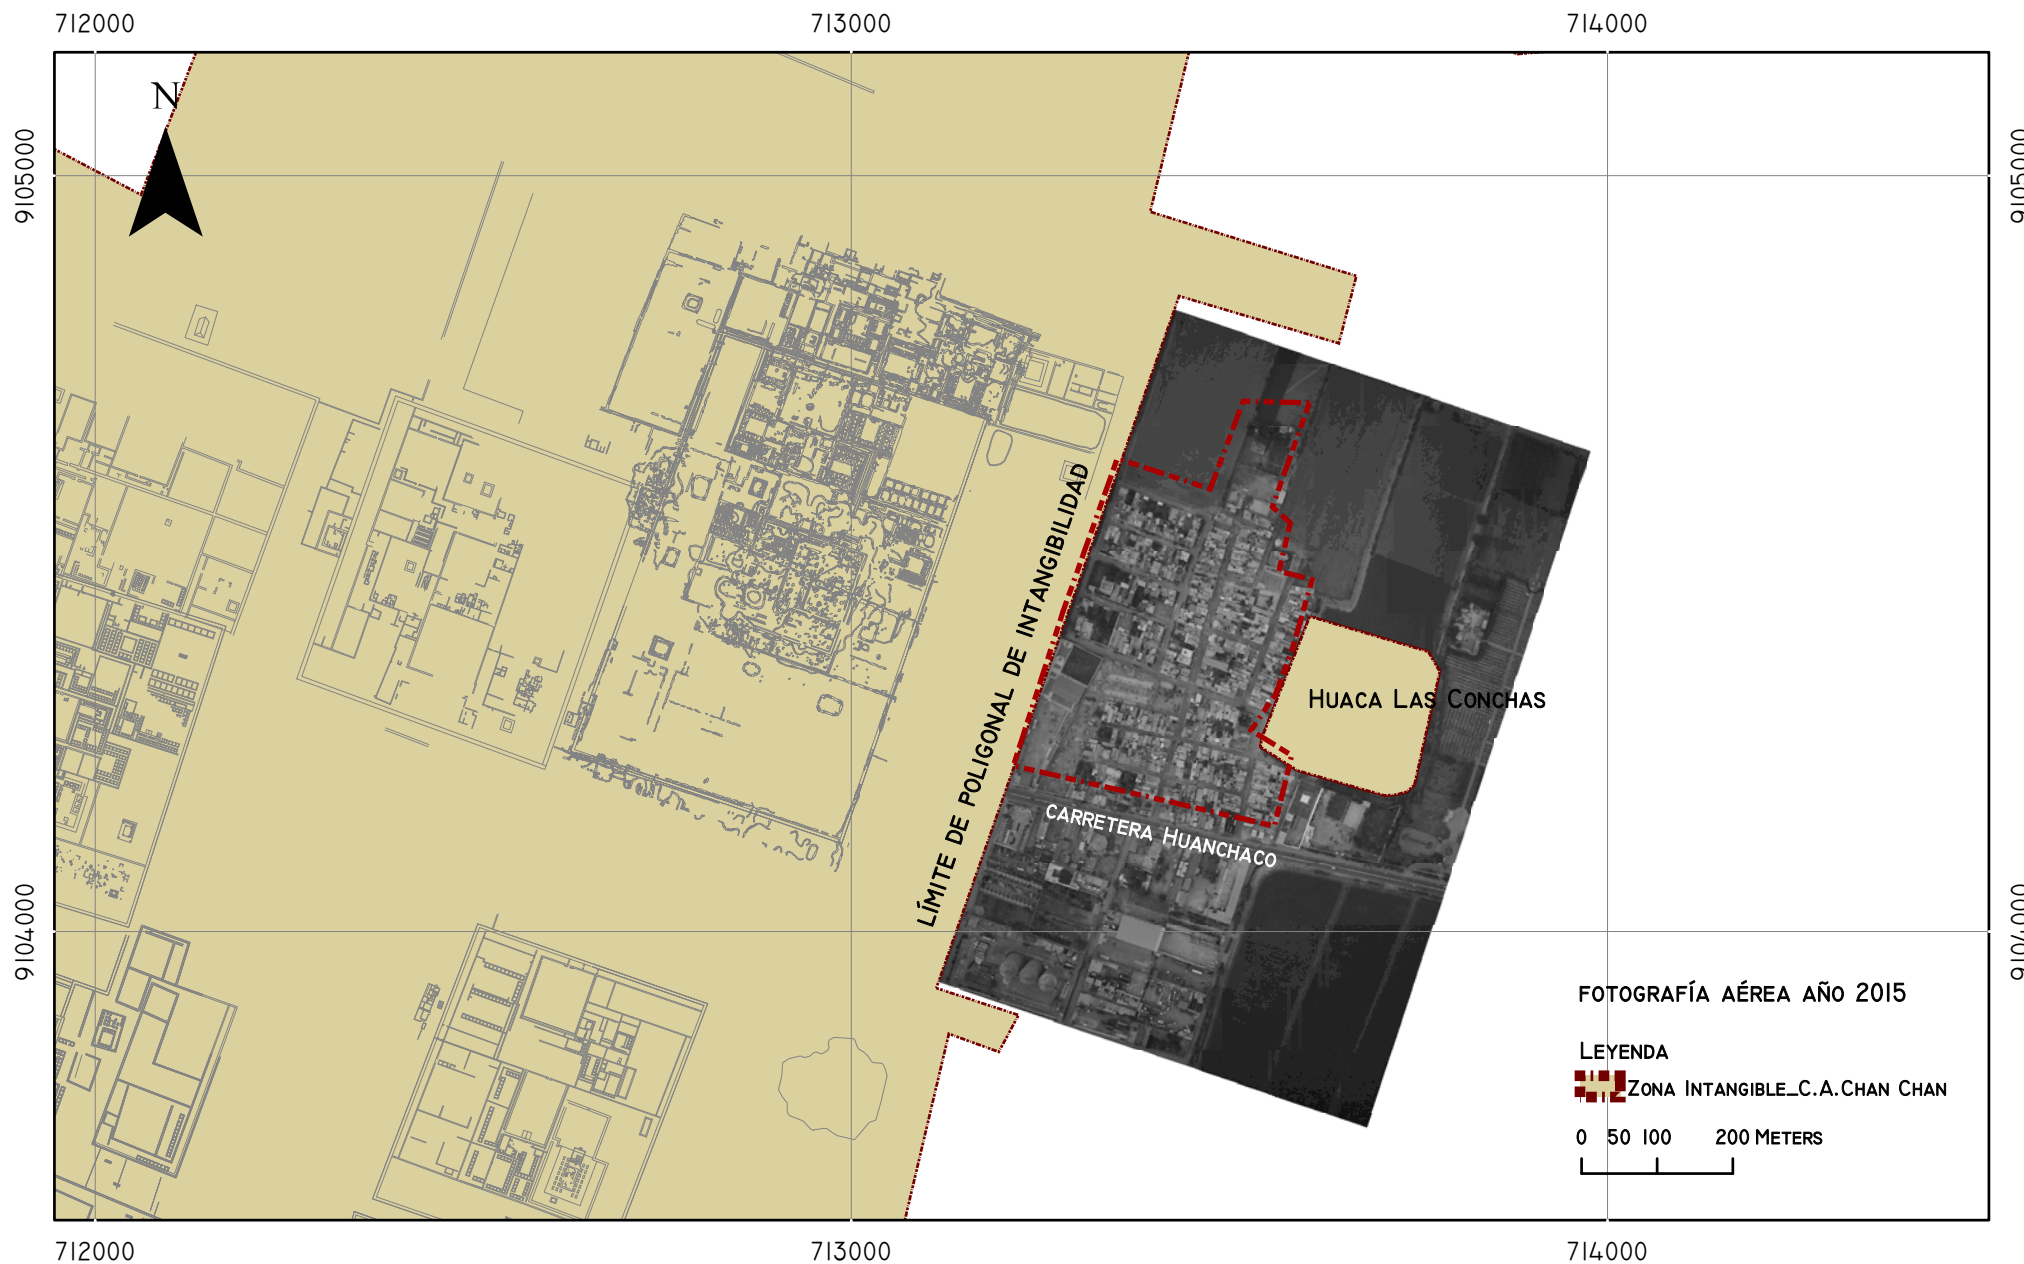 712000
713000
714000
N
9105000
9105000
LÍMITE DE POLIGONAL DE INTANGIBILIDAD
HUACA LAS CONCHAS
CARRETERA HUANCHACO
9104000
9104000
FOTOGRAFÍA AÉREA AÑO 2015
LEYENDA
ZONA INTANGIBLE_C.A.CHAN CHAN
0 50 100 200 METERS
712000
713000
714000